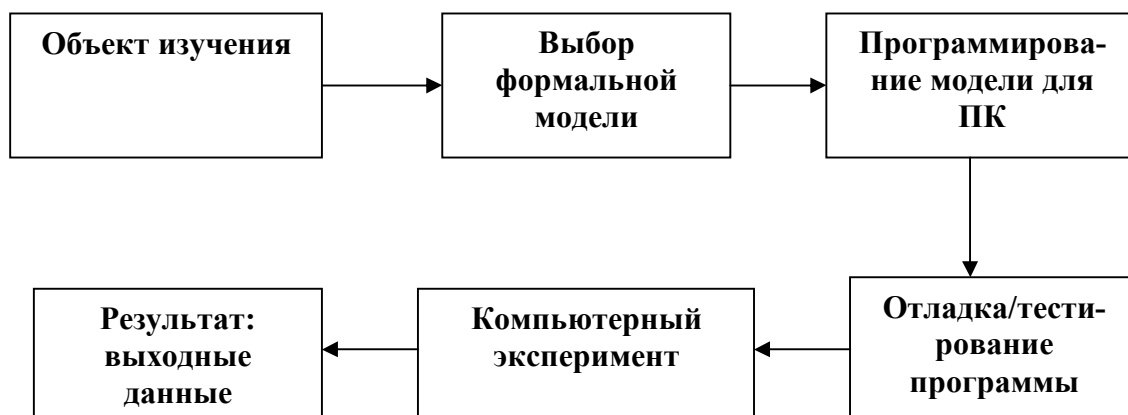 Объект изучения
Выбор
формальной
модели
Программирова-
ние модели для
ПК
Отладка/тести-
рование
программы
Компьютерный
эксперимент
Результат:
выходные
данные